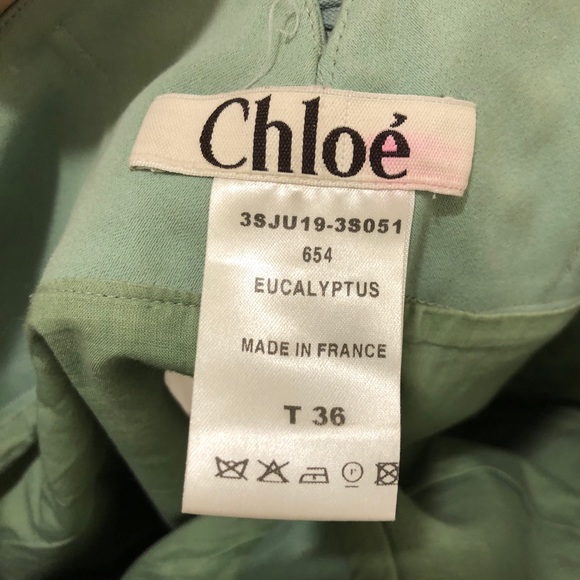 Chloé
3SJU19-3S051
654
EUCALYPTUS
MADE IN FRANCE
T 36